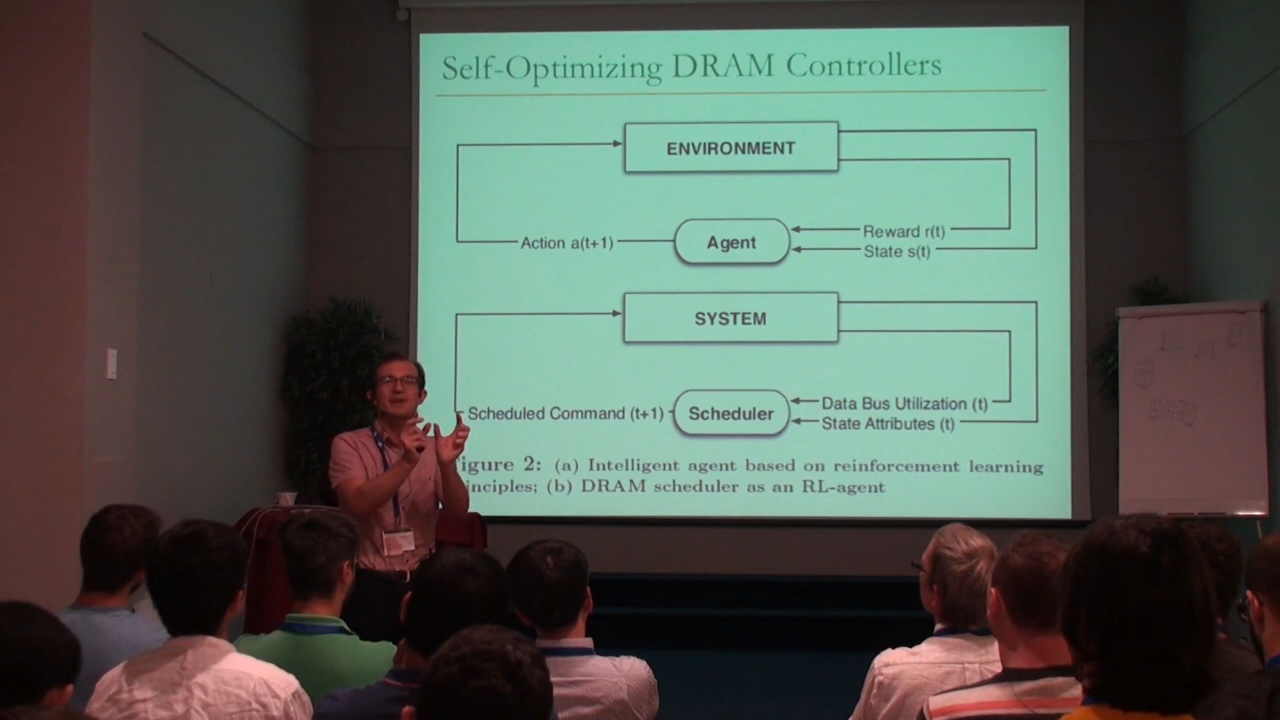 Self-Optimizing DRAM Controllers
ENVIRONMENT
Action a(t+1)
Agent
Reward r(t)
State s(t)
SYSTEM
Scheduled Command (t+1)
Scheduler
Data Bus Utilization (t)
State Attributes (t)
igure 2: (a) Intelligent agent based on reinforcement learning
inciples; (b) DRAM scheduler as an RL-agent